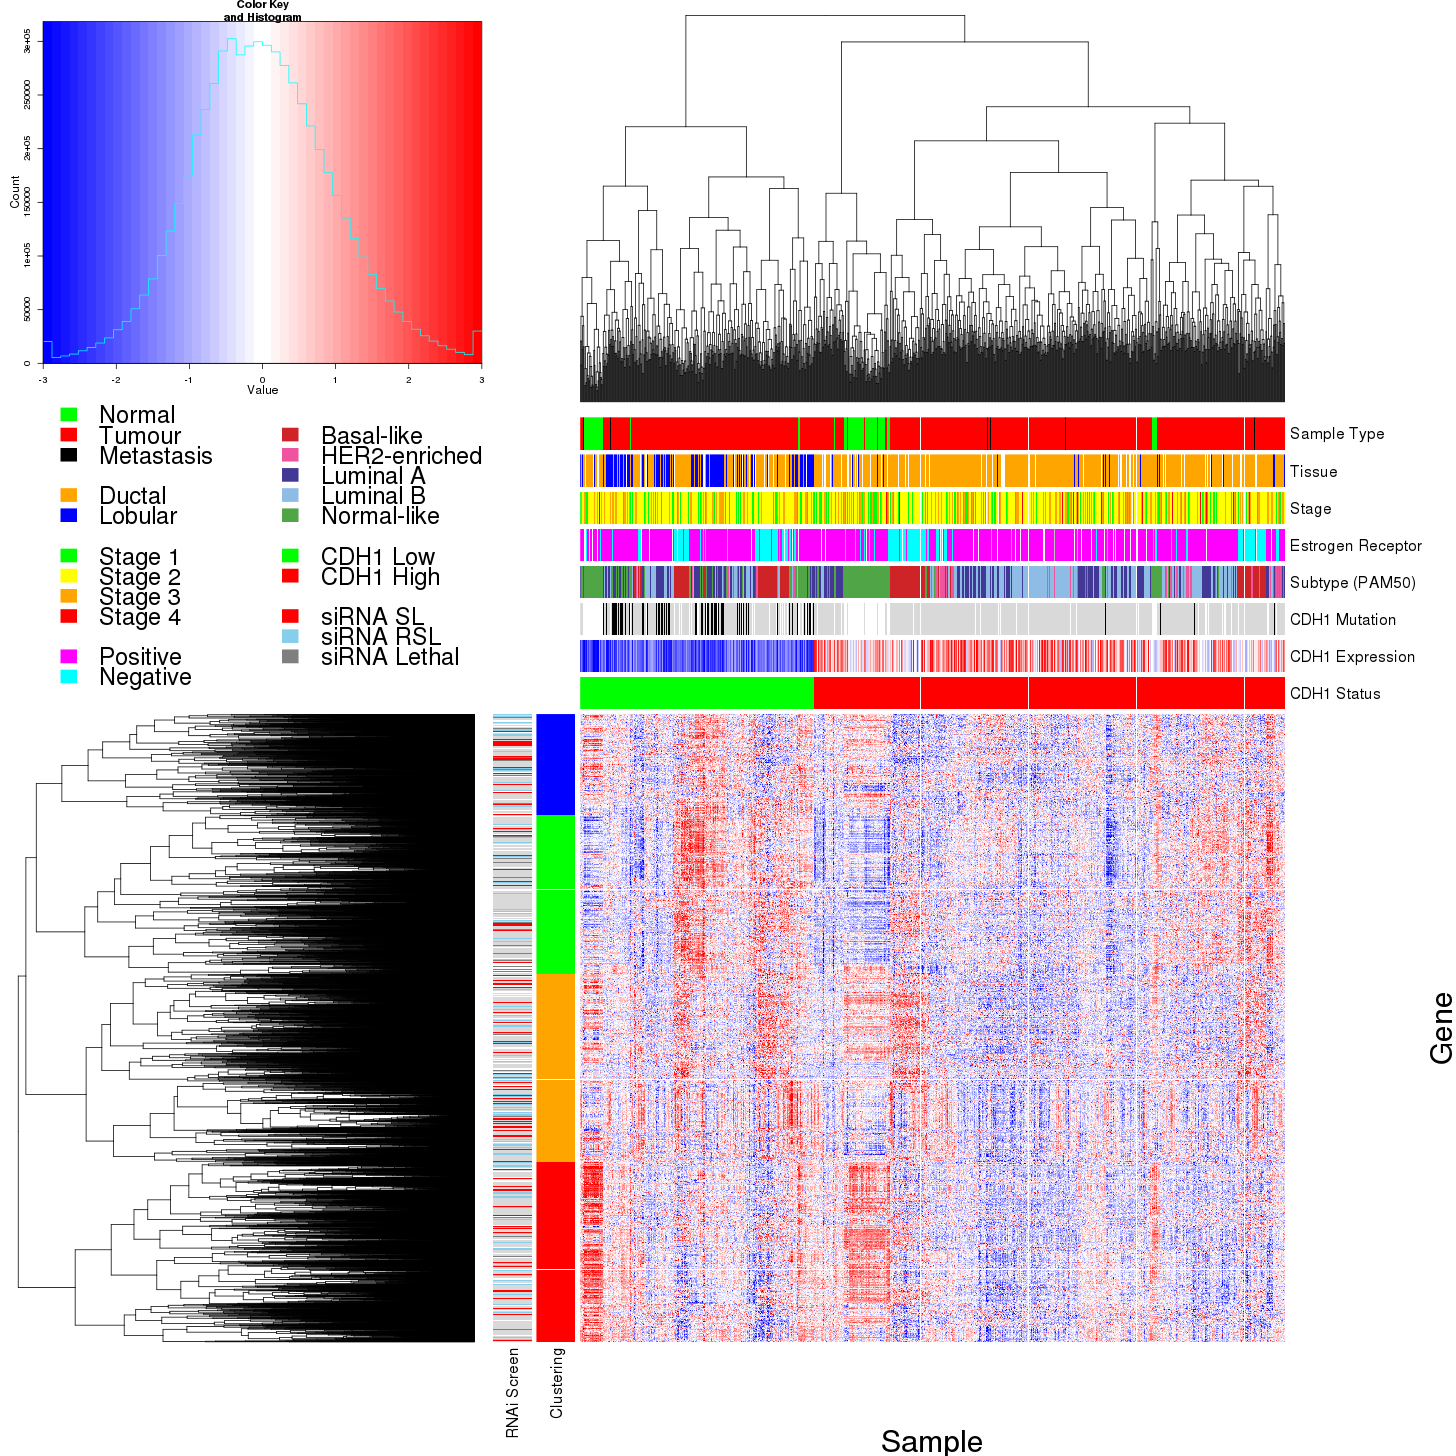 Color Key
and Histogram
Count
0
50000
1e+05
150000
2e+05
250000
3e+05
-3 -2 -1 0 1 2 3
Value
Normal
Tumour
Metastasis
Ductal
Lobular
Stage 1
Stage 2
Stage 3
Stage 4
Positive
Negative
Basal-like
HER2-enriched
Luminal A
Luminal B
Normal-like
CDH1 Low
CDH1 High
siRNA SL
siRNA RSL
siRNA Lethal
Sample Type
Tissue
Stage
Estrogen Receptor
Subtype (PAM50)
CDH1 Mutation
CDH1 Expression
CDH1 Status
Gene
RNAi Screen
Clustering
Sample